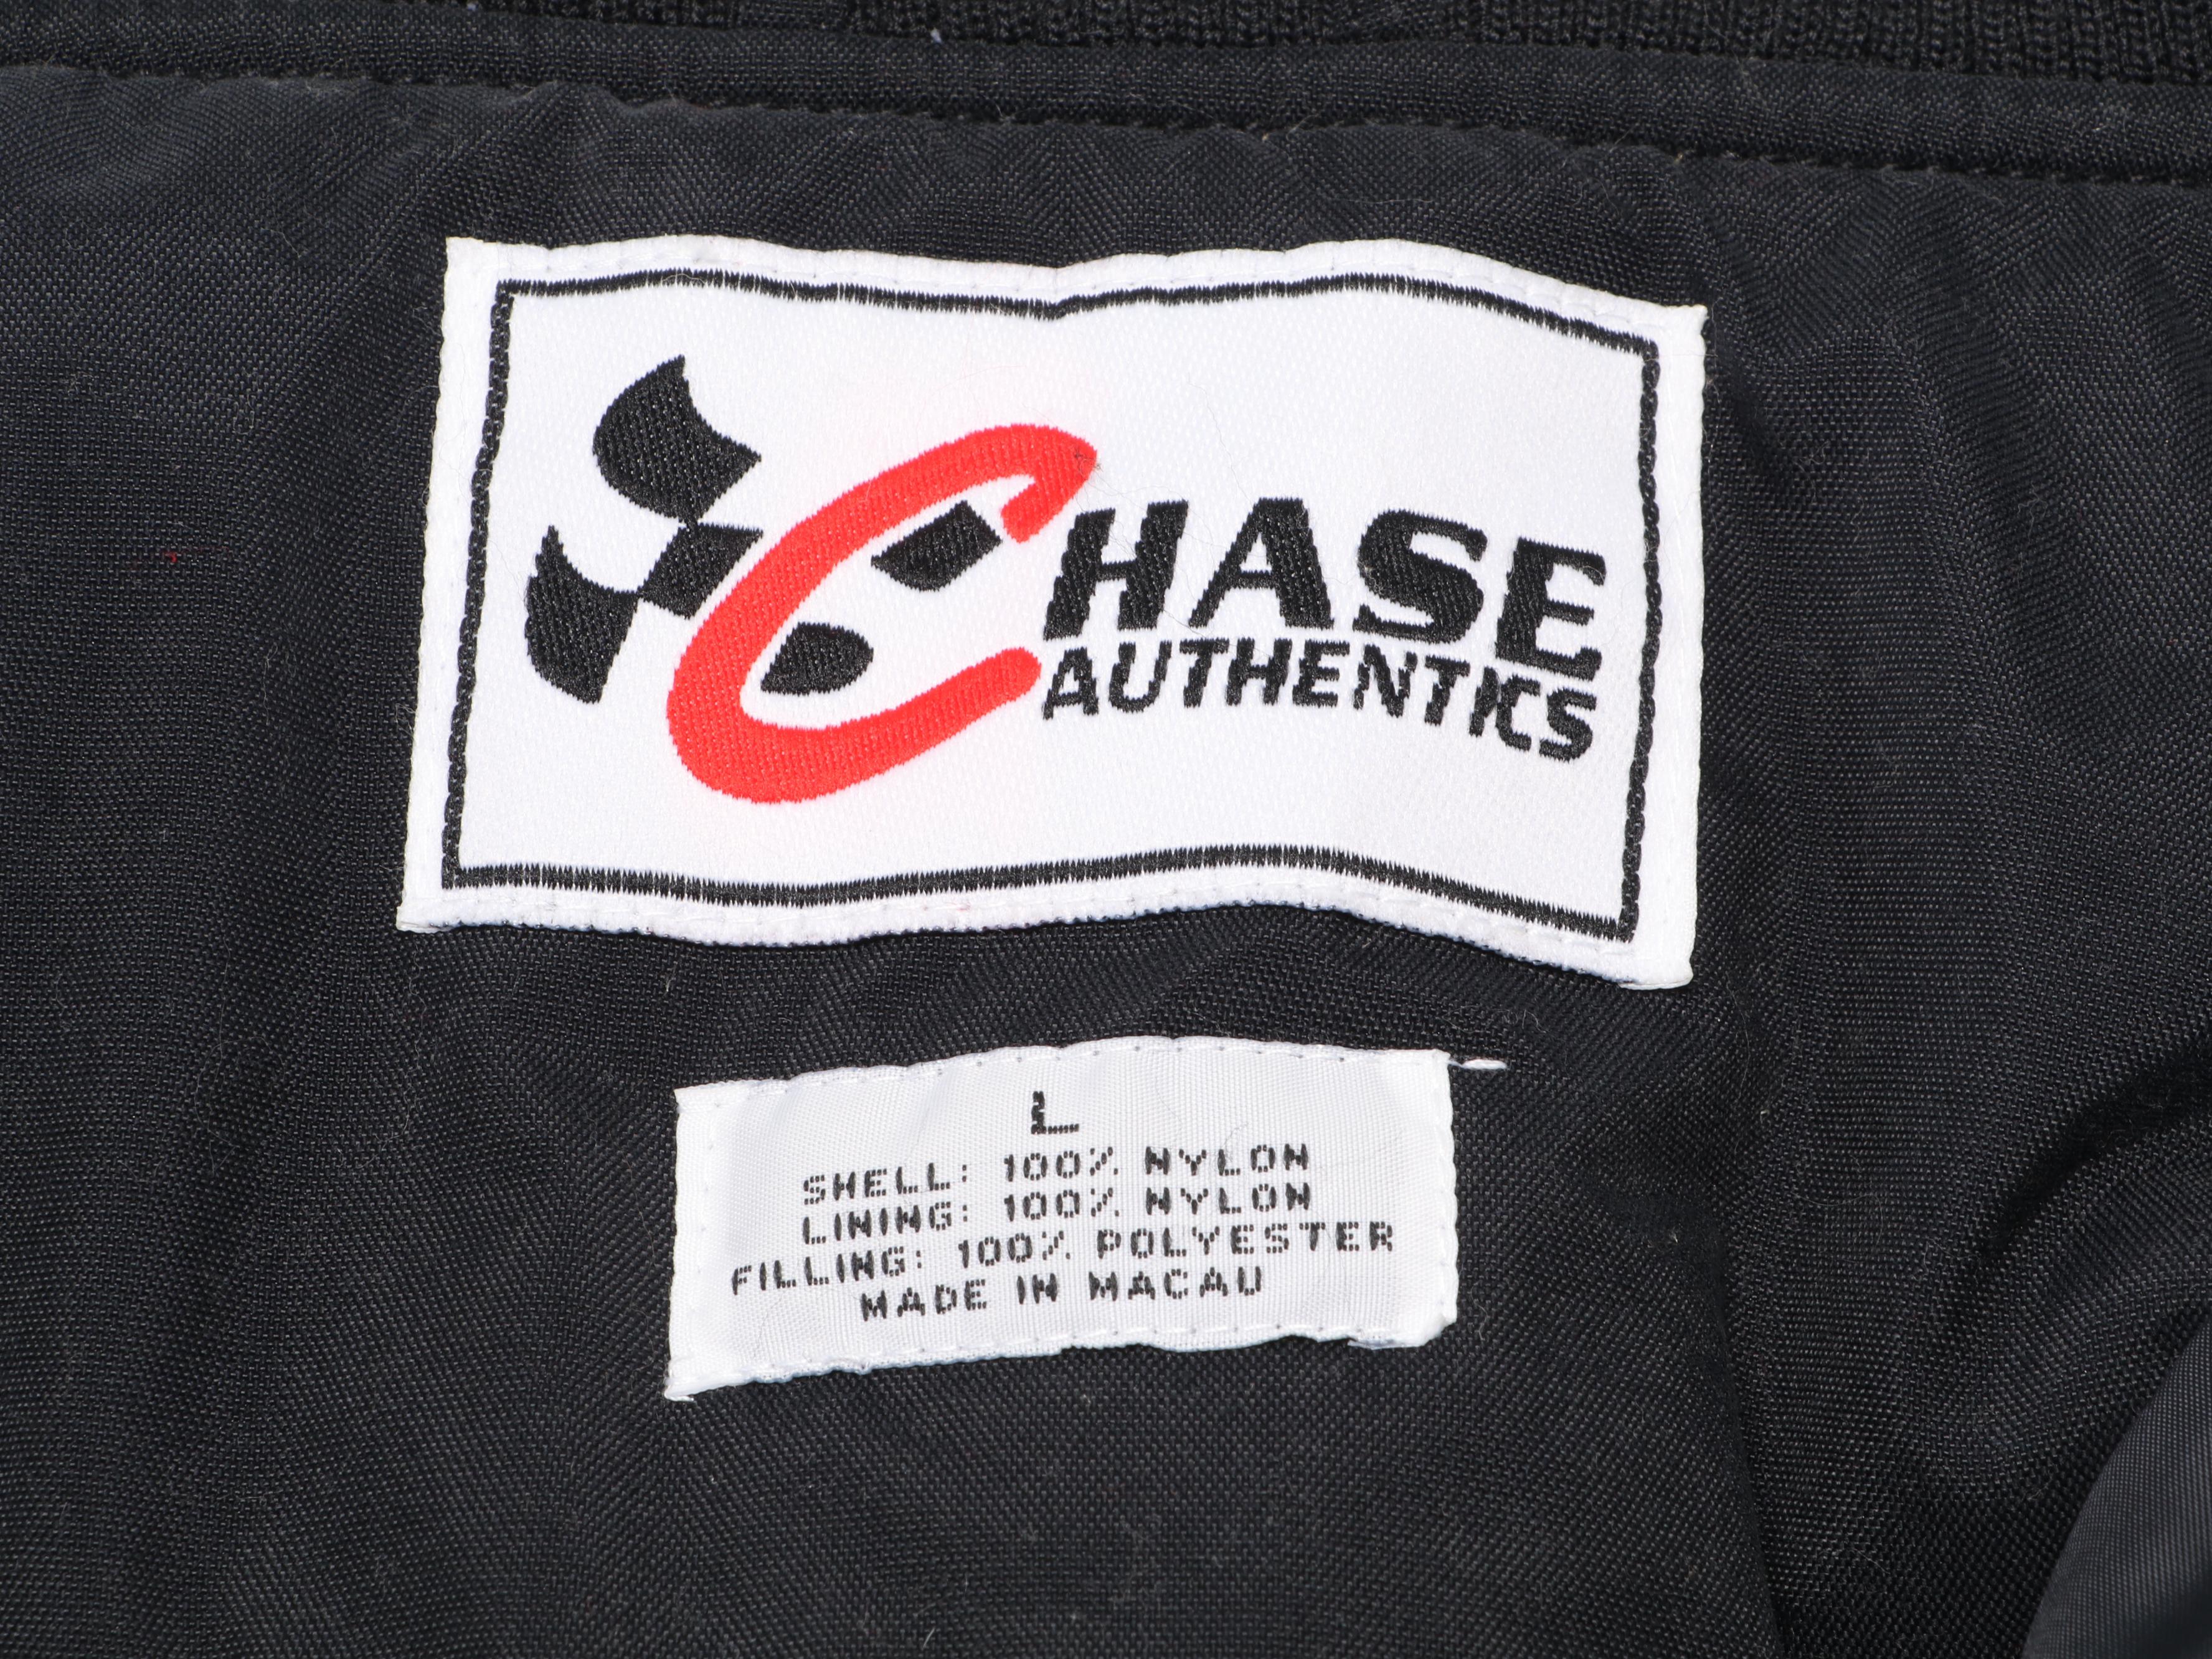 CHASE
AUTHENTICS
L
SHELL: 100% NYLON
LINING: 100% NYLON
FILLING: 100% POLYESTER
MADE IN MACAU